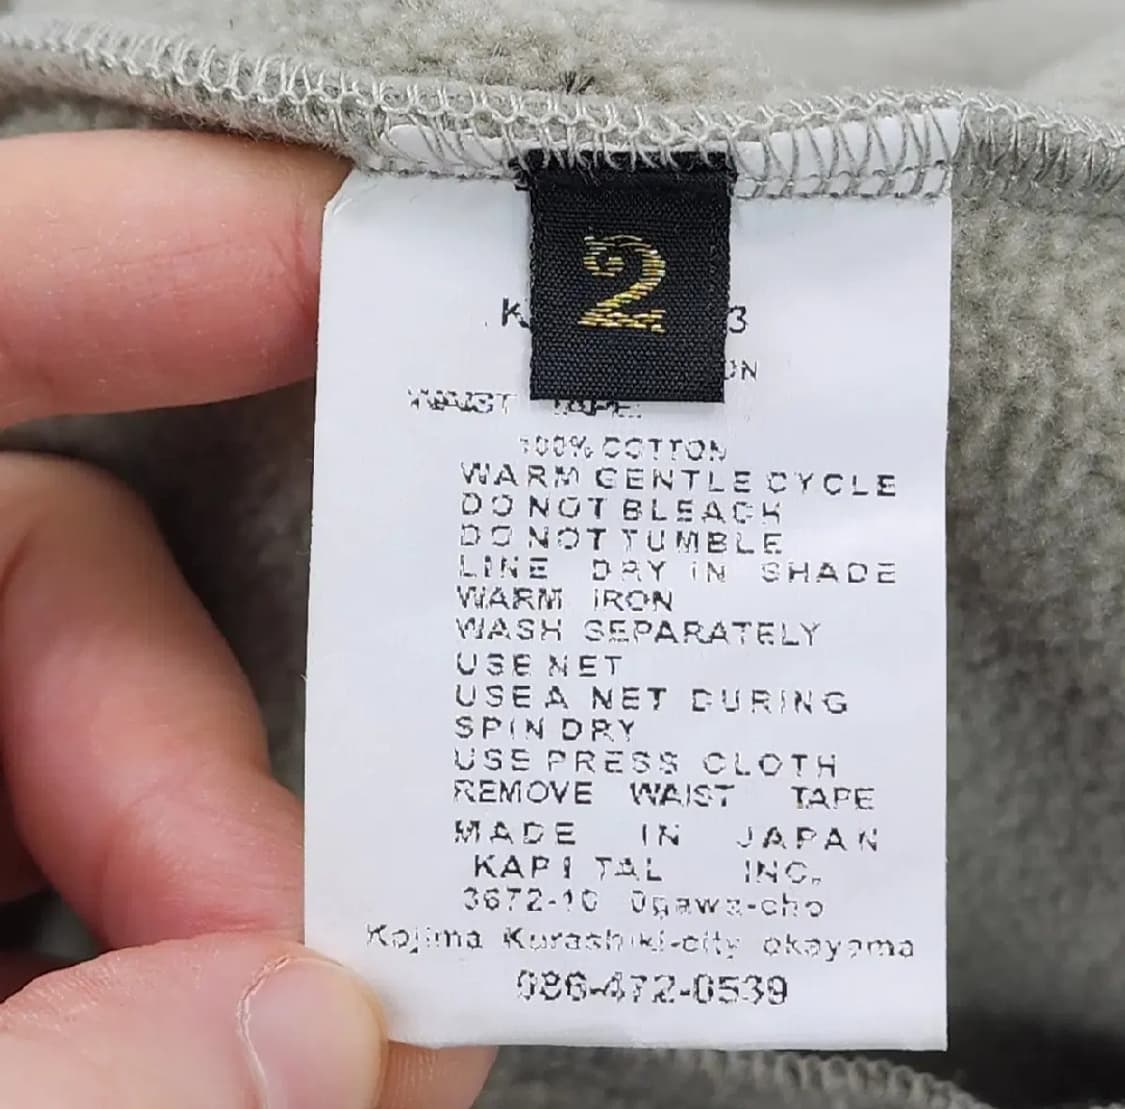 2
WAIST TAPE
100% COTTON
WARM GENTLE CYCLE
DO NOT BLEACH
DO NOT TUMBLE
LINE DRY IN SHADE
WARM IRON
WASH SEPARATELY
USE NET
USE A NET DURING
SPIN DRY
USE PRESS CLOTH
REMOVE WAIST TAPE
MADE IN JAPAN
KAPITAL INC.
3672-10 Ogawa-cho
Kojima Kurashiki-city okayama
086-472-0539